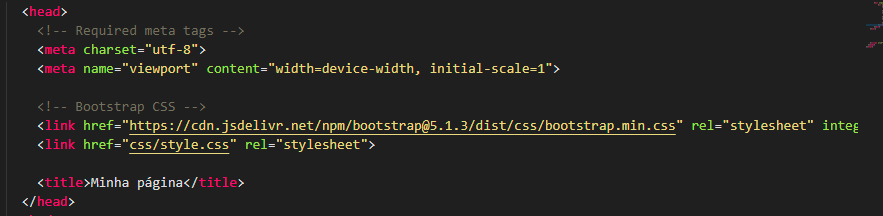 <head>
<!-- Required meta tags -->
<meta charset="utf-8">
<meta name="viewport" content="width=device-width, initial-scale=1">
<!-- Bootstrap CSS -->
<link href="https://cdn.jsdelivr.net/npm/bootstrap@5.1.3/dist/css/bootstrap.min.css" rel="stylesheet" integ
<link href="css/style.css" rel="stylesheet">
<title>Minha página</title>
</head>